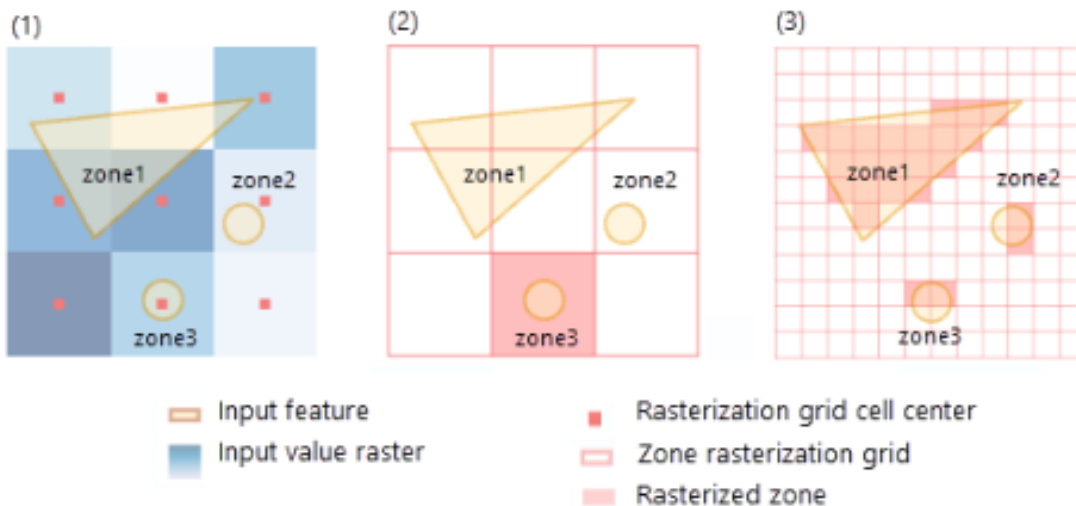 (1)
(2)
(3)
zone1
zone2
zone3
zone1
zone2
zone3
zone1
zone2
zone3
Input feature
Input value raster
Rasterization grid cell center
Zone rasterization grid
Rasterized zone